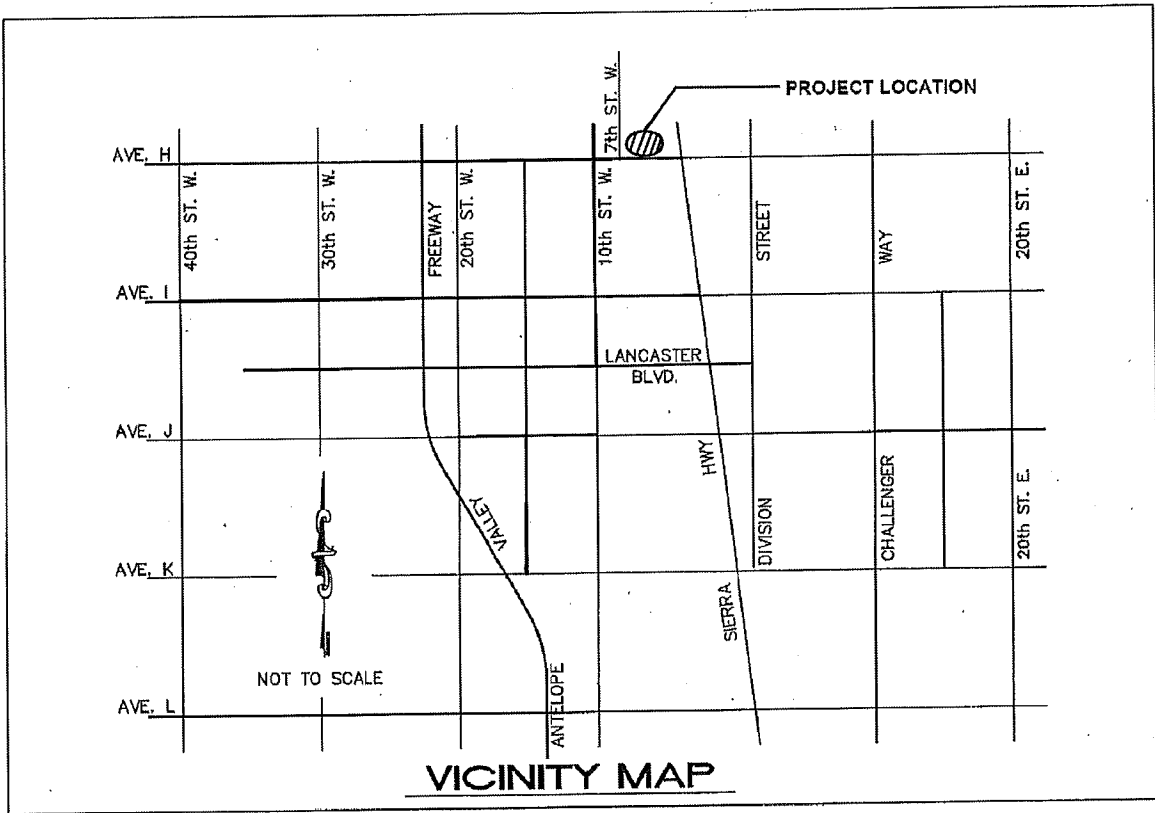 7th ST. W.
PROJECT LOCATION
AVE. H
40th ST. W.
30th ST. W.
FREEWAY
20th ST. W.
10th ST. W.
STREET
WAY
20th ST. E.
AVE. I
LANCASTER
BLVD.
AVE. J
VALLEY
HWY
DIVISION
CHALLENGER
20th ST. E.
AVE. K
SIERRA
NOT TO SCALE
AVE. L
ANTELOPE
VICINITY MAP